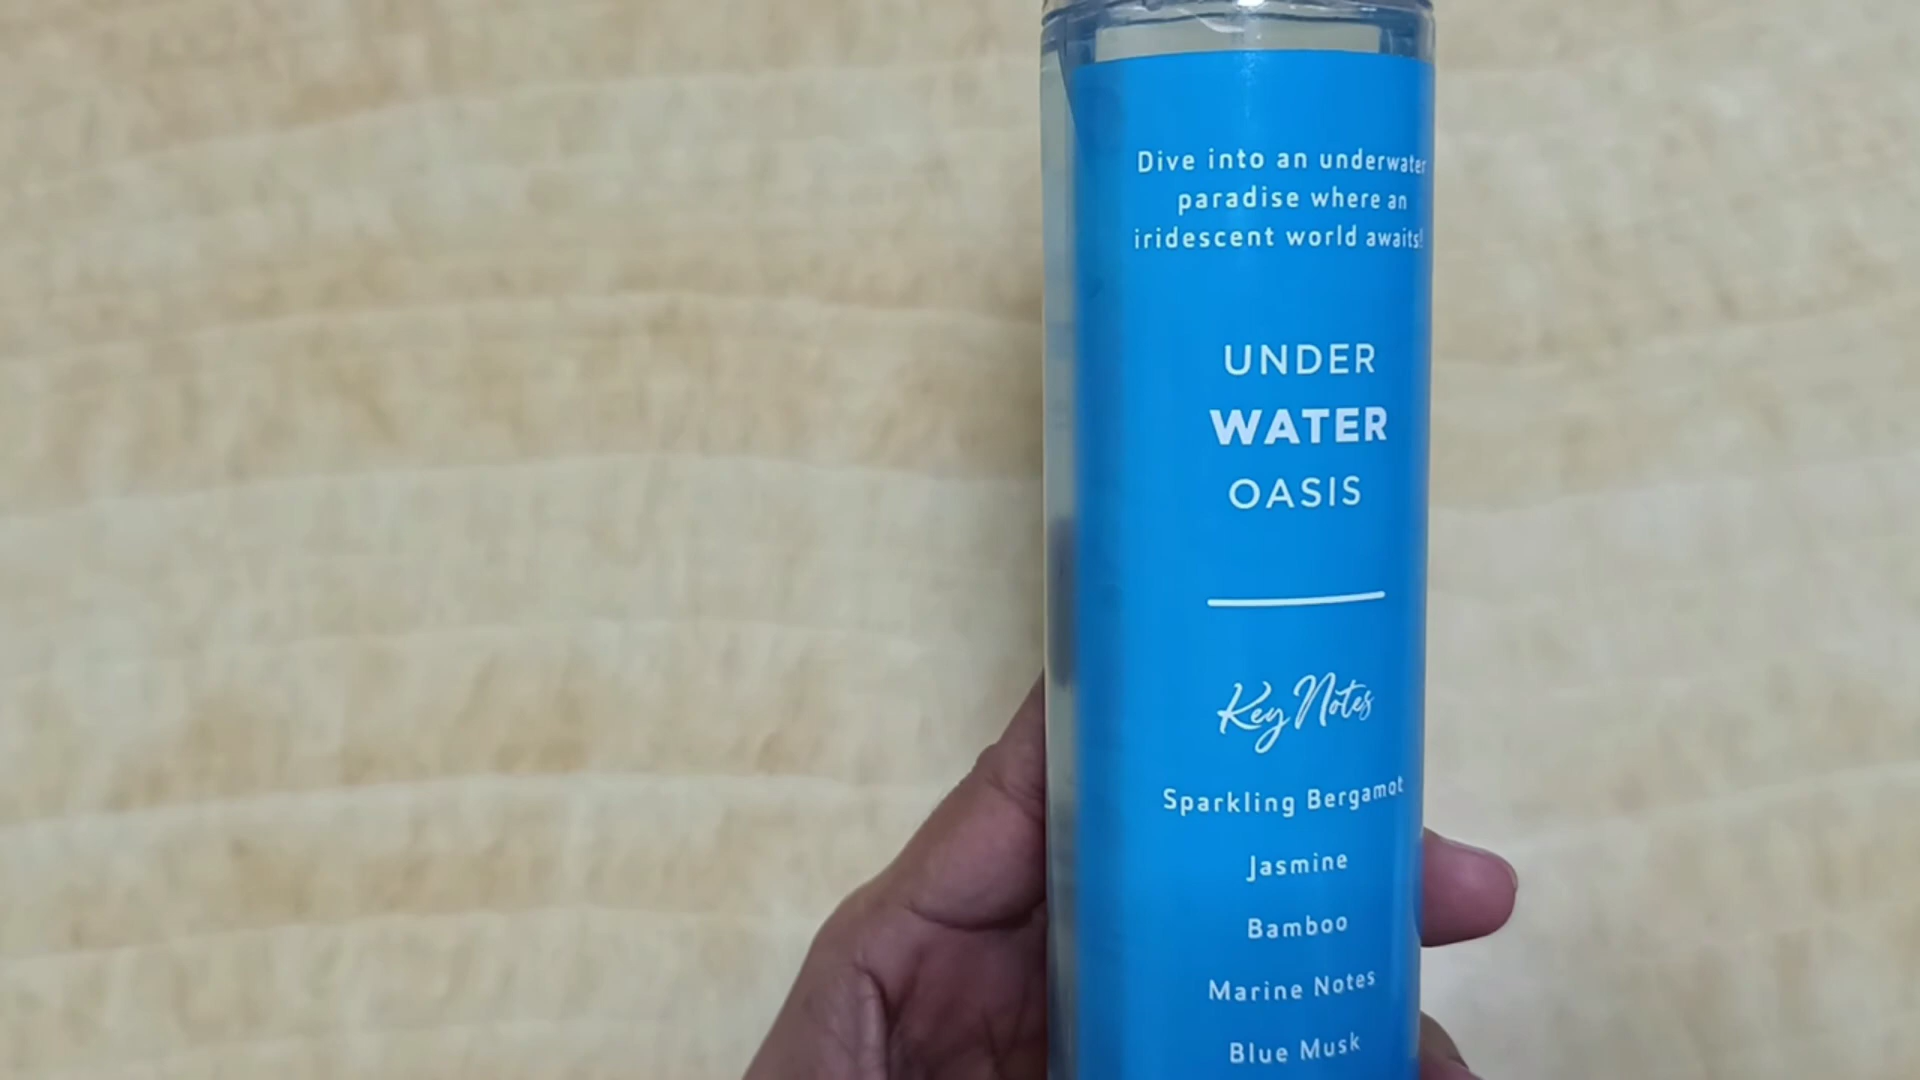 Dive into an underwater
paradise where an
iridescent world awaits!
UNDER
WATER
OASIS
Key Notes
Sparkling Bergamot
Jasmine
Bamboo
Marine Notes
Blue Musk